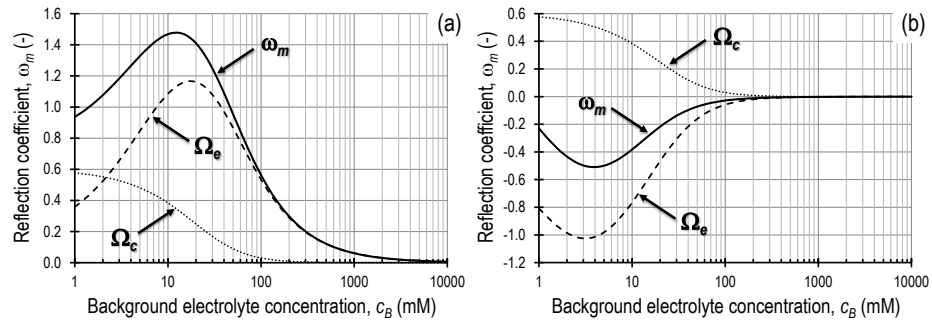 (a)
Reflection coefficient, ωm (-)
1.6
1.4
1.2
1.0
0.8
0.6
0.4
0.2
0.0
ωm
Ωe
Ωc
1 10 100 1000 10000
Background electrolyte concentration, cB (mM)
(b)
Reflection coefficient, ωm (-)
0.6
0.4
0.2
0.0
-0.2
-0.4
-0.6
-0.8
-1.0
-1.2
Ωc
ωm
Ωe
1 10 100 1000 10000
Background electrolyte concentration, cB (mM)